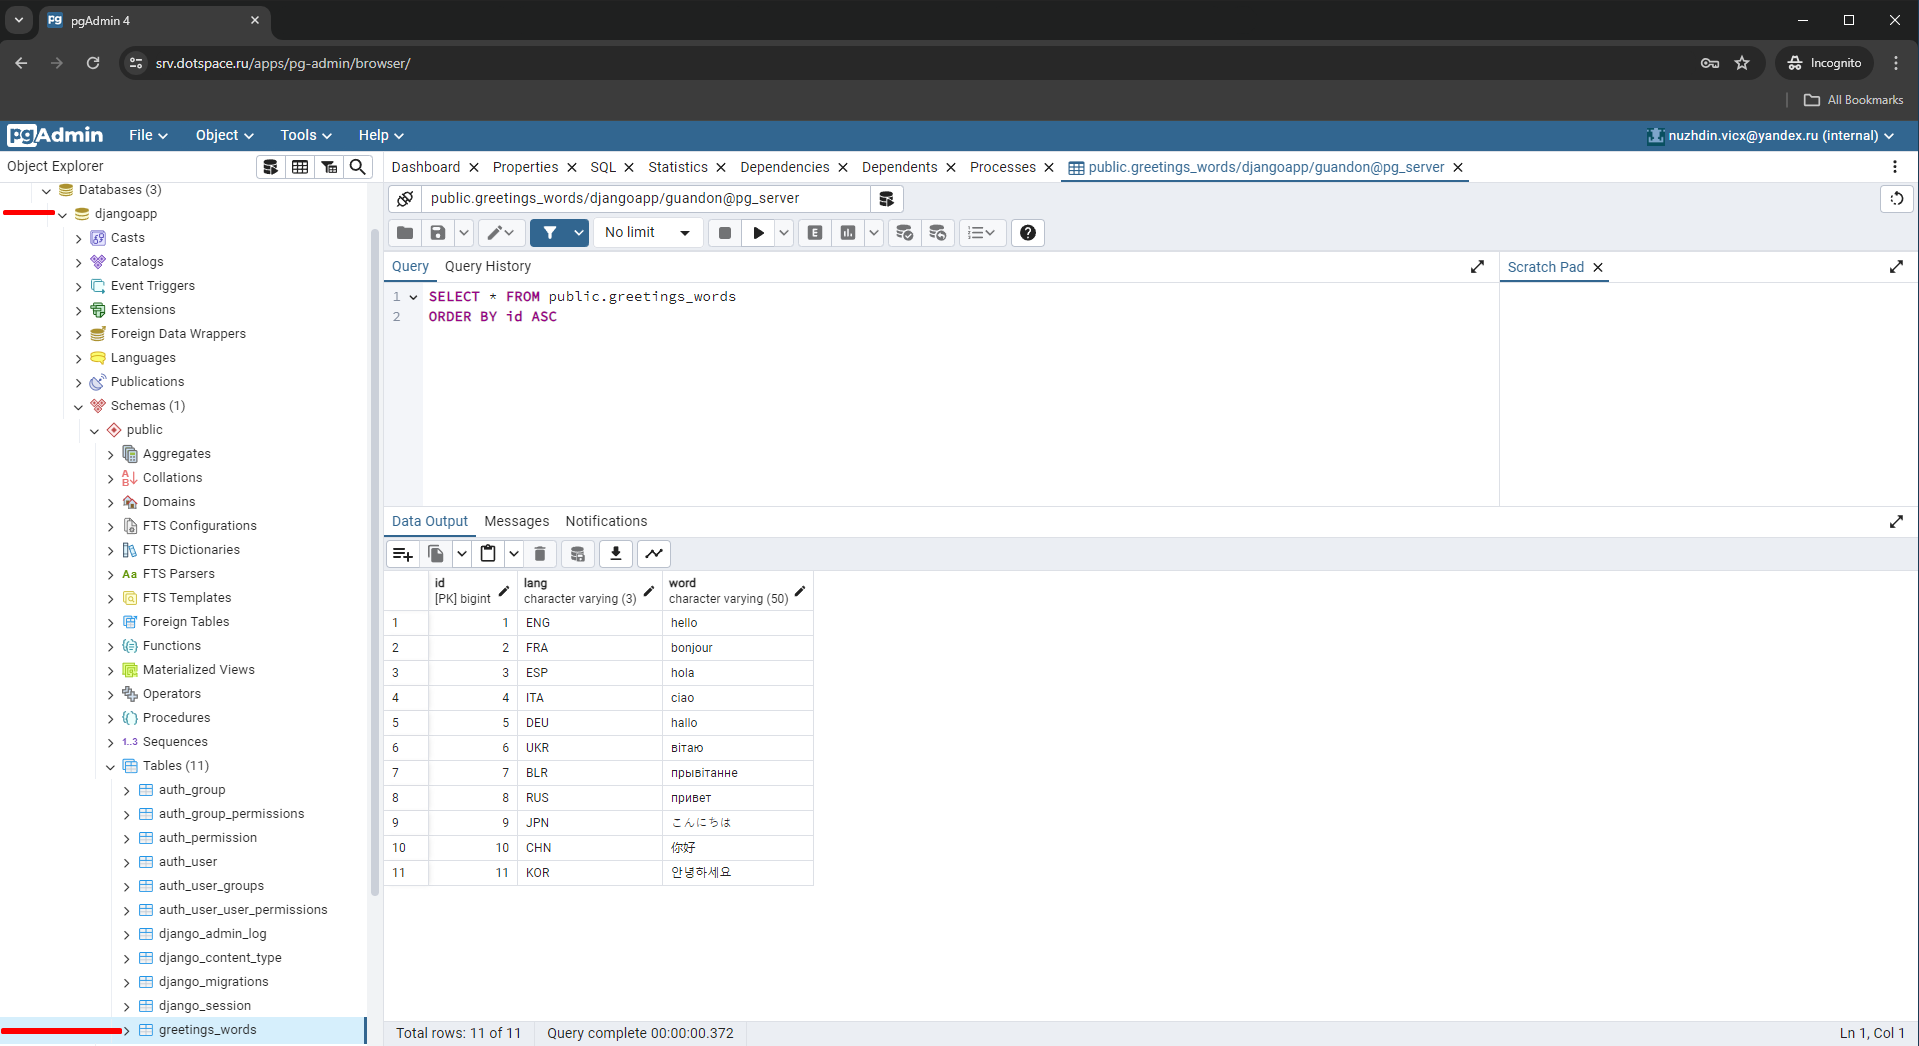 pgAdmin 4
srv.dotspace.ru/apps/pg-admin/browser/
Incognito
All Bookmarks
pgAdmin File Object Tools Help nuzhdin.vicx@yandex.ru (internal)
Object Explorer
Databases (3)
djangoapp
Casts
Catalogs
Event Triggers
Extensions
Foreign Data Wrappers
Languages
Publications
Schemas (1)
public
Aggregates
Collations
Domains
FTS Configurations
FTS Dictionaries
Aa FTS Parsers
FTS Templates
Foreign Tables
Functions
Materialized Views
Operators
Procedures
1..3 Sequences
Tables (11)
auth_group
auth_group_permissions
auth_permission
auth_user
auth_user_groups
auth_user_user_permissions
django_admin_log
django_content_type
django_migrations
django_session
greetings_words
Dashboard Properties SQL Statistics Dependencies Dependents Processes public.greetings_words/djangoapp/guandon@pg_server
public.greetings_words/djangoapp/guandon@pg_server
No limit E
Query Query History
Scratch Pad
1 SELECT * FROM public.greetings_words
2 ORDER BY id ASC
Data Output Messages Notifications
id lang word
[PK] bigint character varying (3) character varying (50)
1 1 ENG hello
2 2 FRA bonjour
3 3 ESP hola
4 4 ITA ciao
5 5 DEU hallo
6 6 UKR вітаю
7 7 BLR прывітанне
8 8 RUS привет
9 9 JPN こんにちは
10 10 CHN 你好
11 11 KOR 안녕하세요
Total rows: 11 of 11 Query complete 00:00:00.372 Ln 1, Col 1